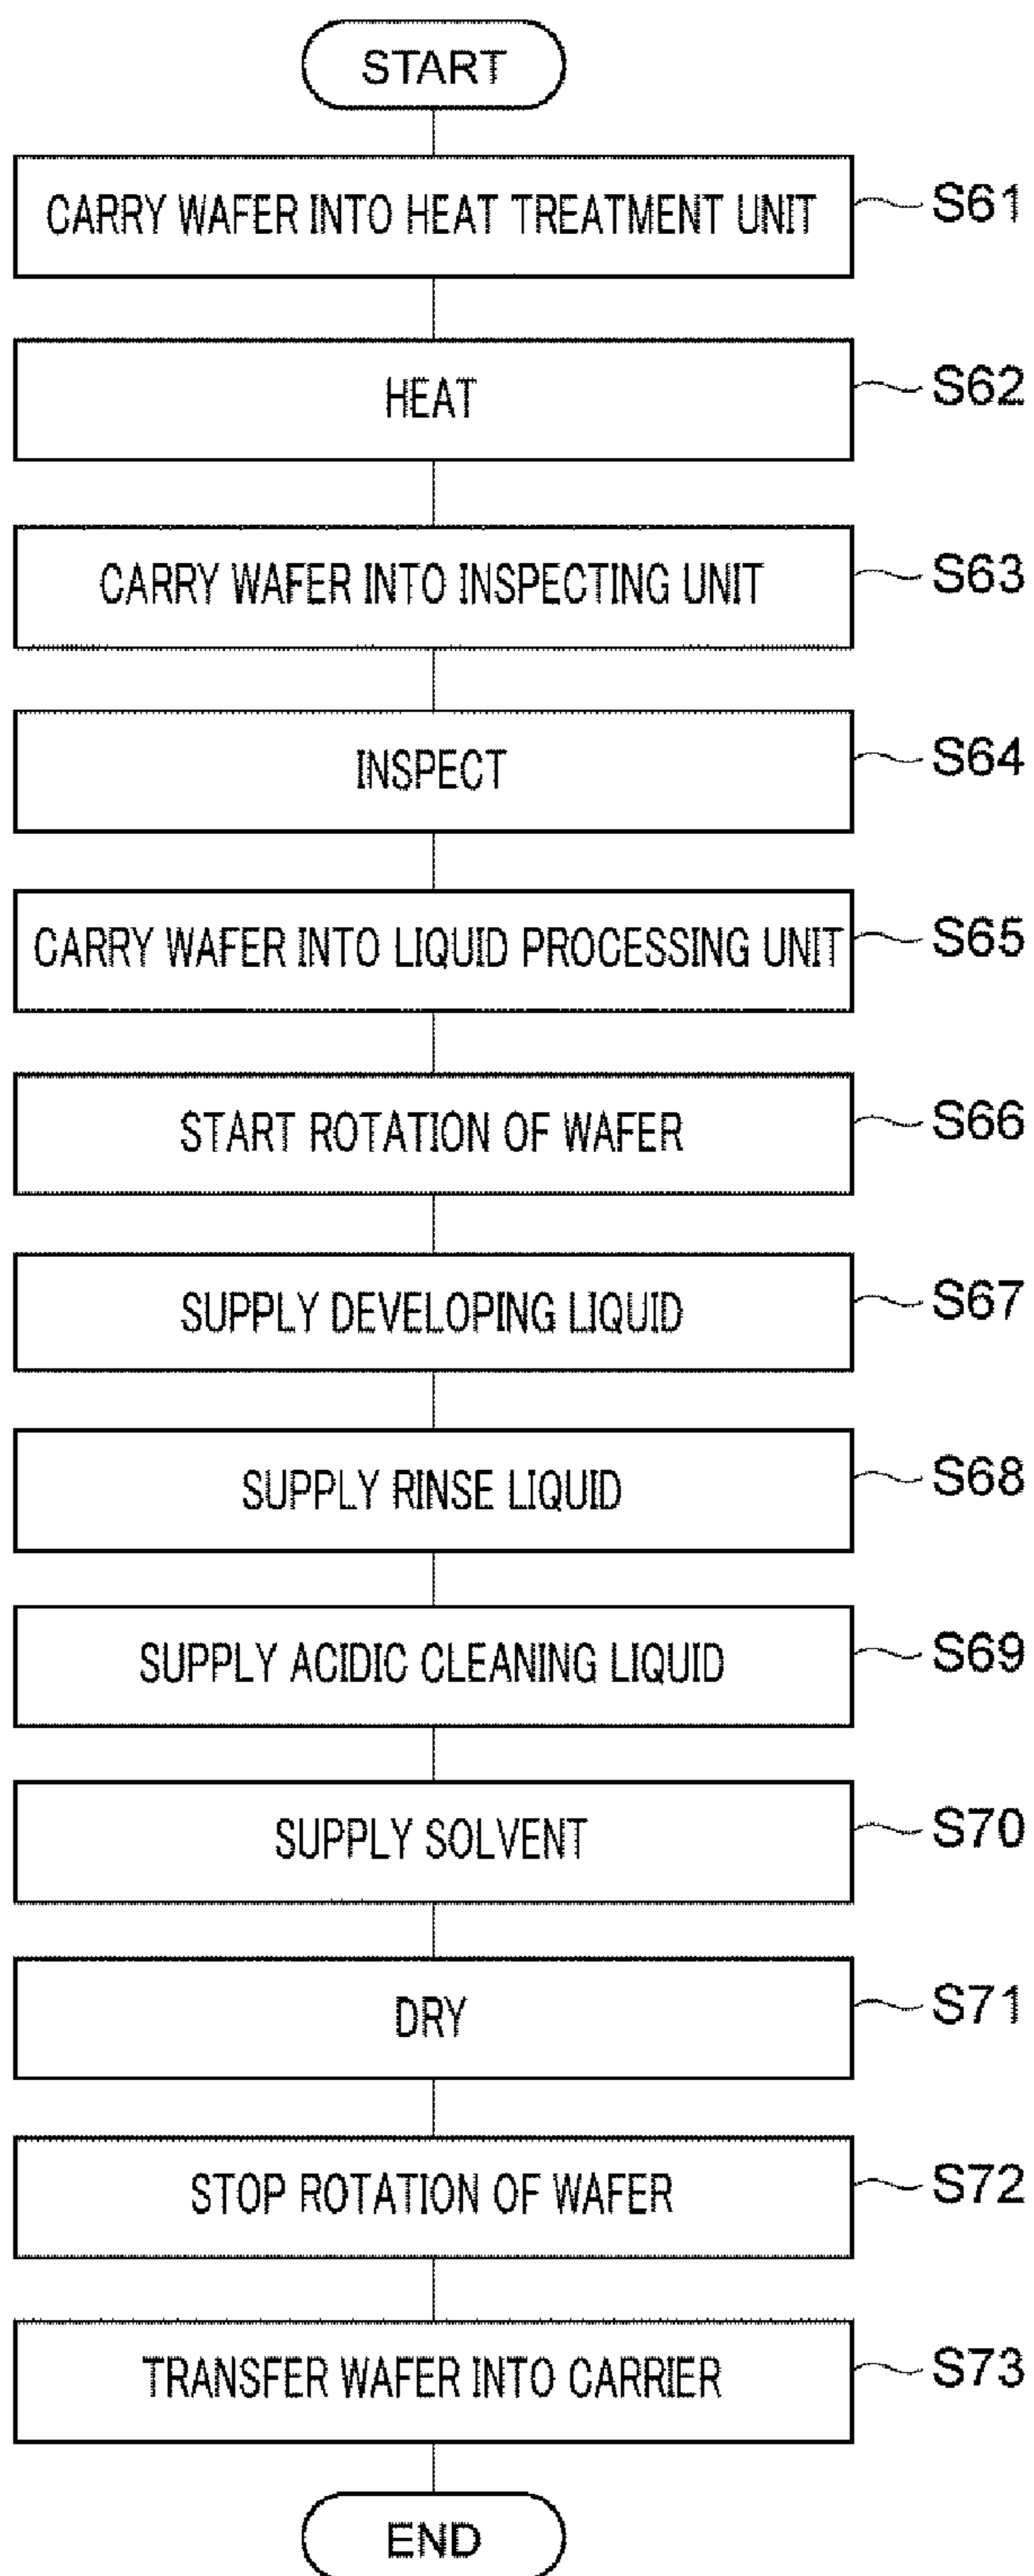 START
CARRY WAFER INTO HEAT TREATMENT UNIT S61
HEAT S62
CARRY WAFER INTO INSPECTING UNIT S63
INSPECT S64
CARRY WAFER INTO LIQUID PROCESSING UNIT S65
START ROTATION OF WAFER S66
SUPPLY DEVELOPING LIQUID S67
SUPPLY RINSE LIQUID S68
SUPPLY ACIDIC CLEANING LIQUID S69
SUPPLY SOLVENT S70
DRY S71
STOP ROTATION OF WAFER S72
TRANSFER WAFER INTO CARRIER S73
END